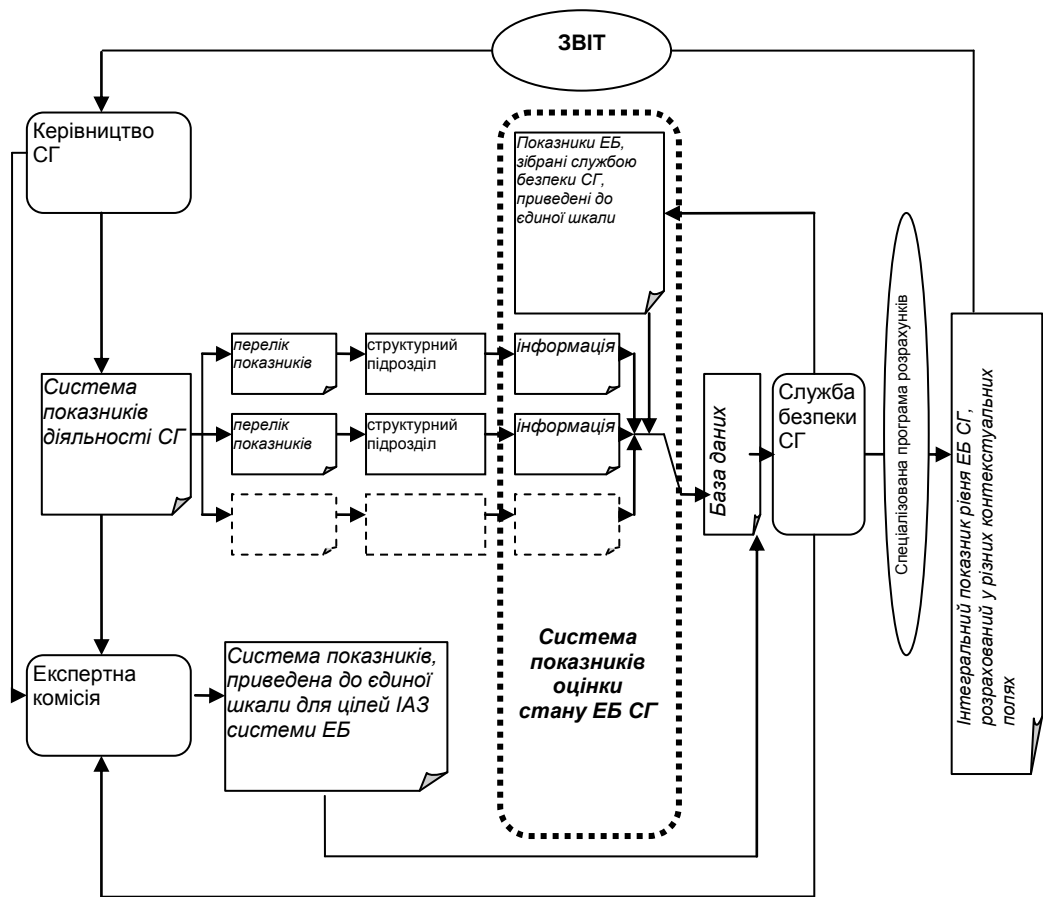 ЗВІТ
Керівництво
СГ
Показники ЕБ,
зібрані службою
безпеки СГ,
приведені до
єдиної шкали
перелік
показників
структурний
підрозділ
інформація
Система
показників
діяльності СГ
перелік
показників
структурний
підрозділ
інформація
База даних
Служба
безпеки
СГ
Спеціалізована програма розрахунків
Інтегральний показник рівня ЕБ СГ,
розрахований у різних контекстуальних
полях
Експертна
комісія
Система показників,
приведена до єдиної
шкали для цілей ІАЗ
системи ЕБ
Система
показників
оцінки
стану ЕБ СГ